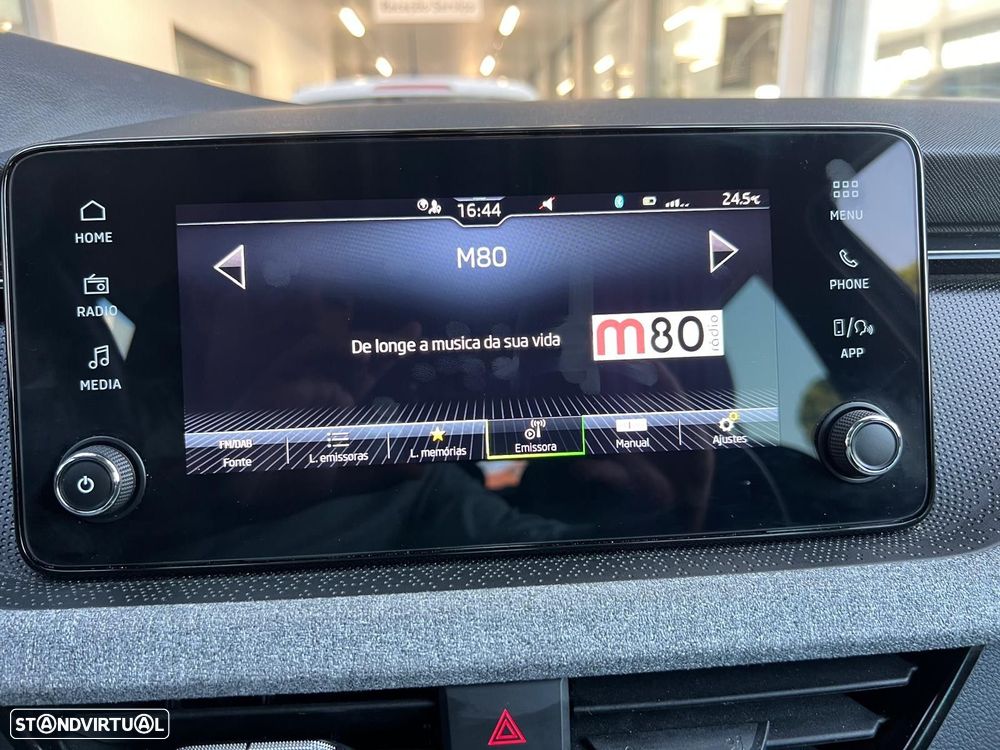 16:44
24.5°C
HOME
RADIO
MEDIA
MENU
PHONE
APP
M80
De longe a musica da sua vida
m80
rádio
FM/DAB
Fonte
L. emissoras
L. memórias
Emissora
Manual
Ajustes
STANDVIRTUAL